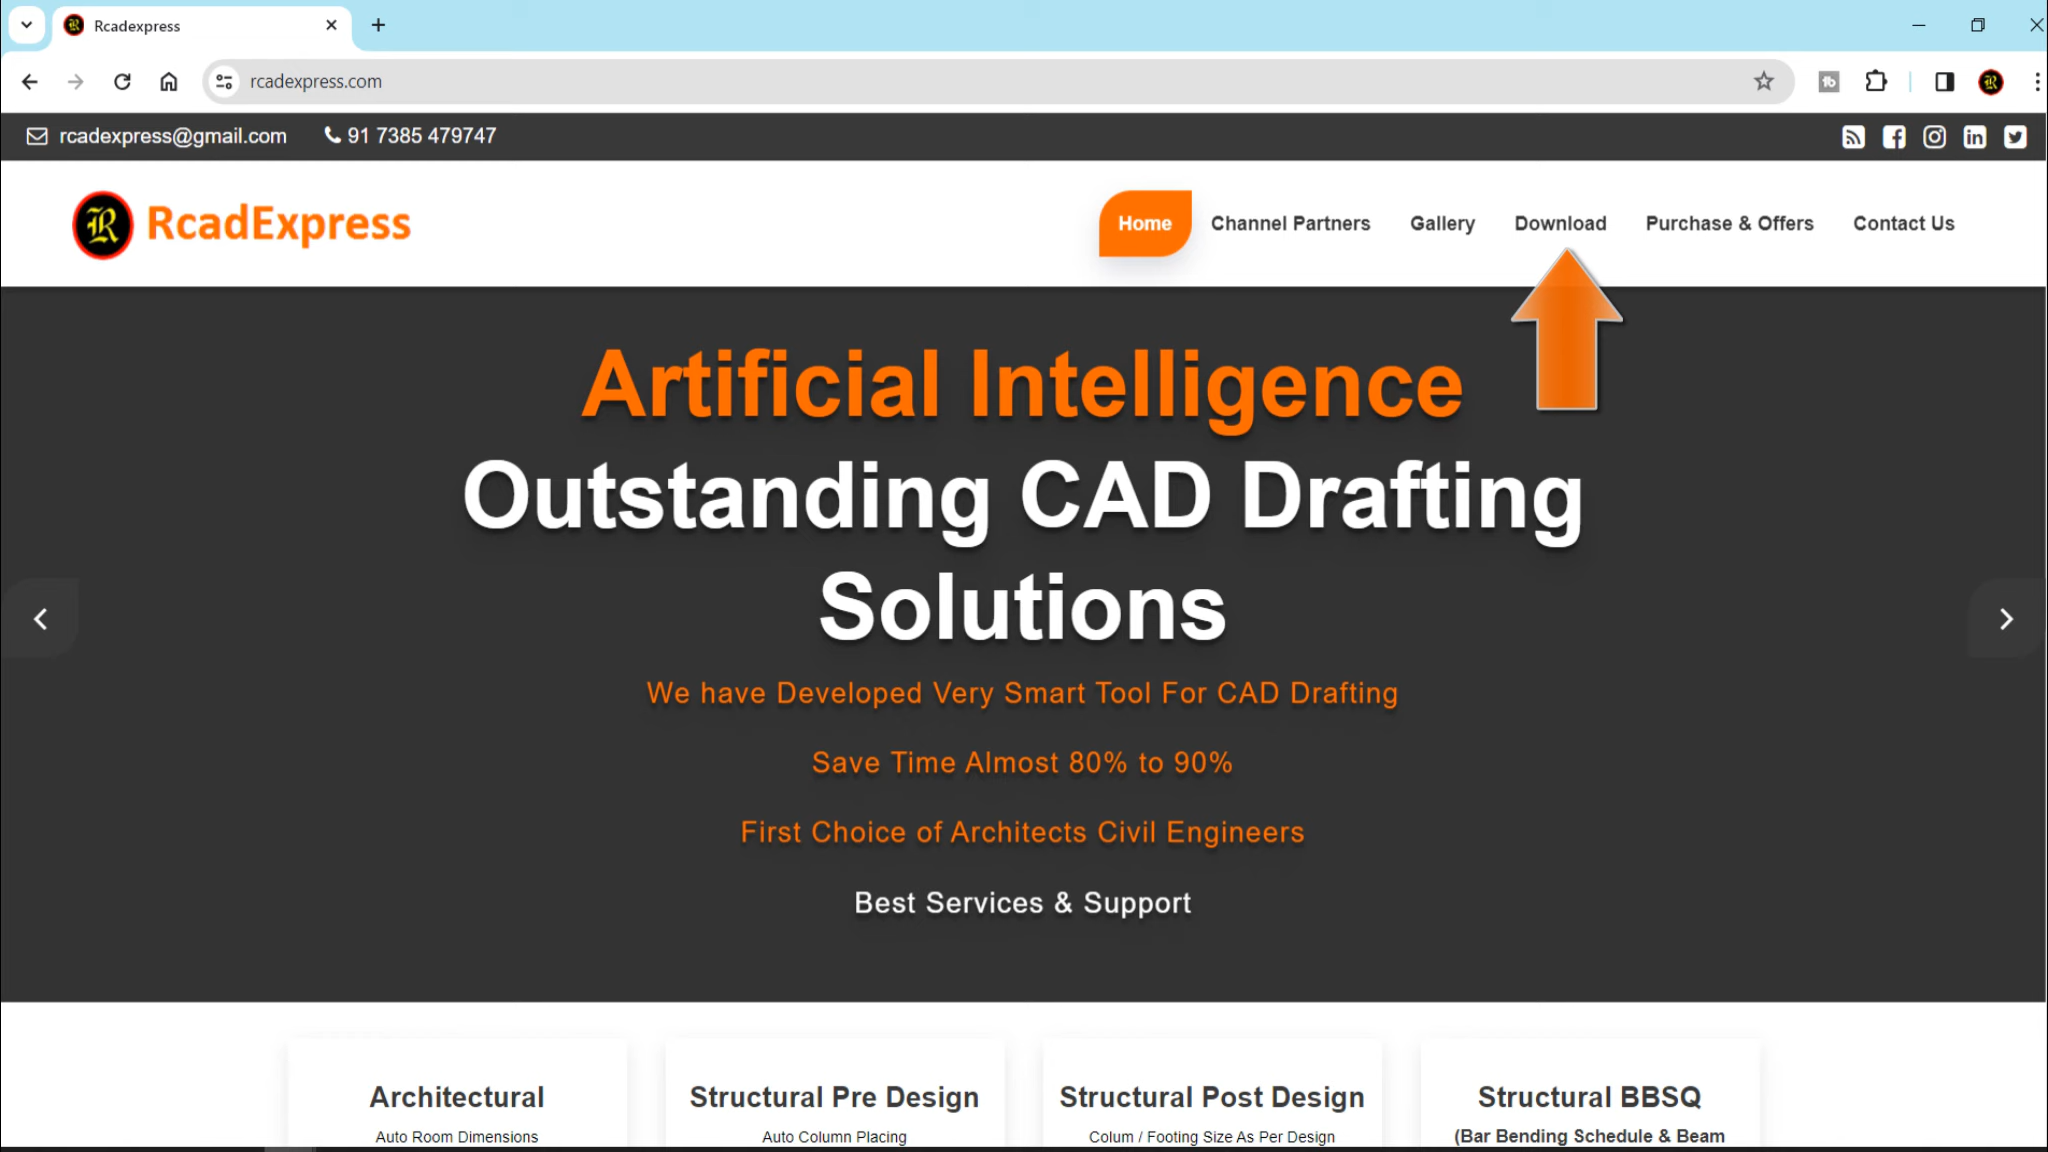 Rcadexpress
rcadexpress.com
rcadexpress@gmail.com 91 7385 479747
RcadExpress
Home Channel Partners Gallery Download Purchase & Offers Contact Us
Artificial Intelligence
Outstanding CAD Drafting
Solutions
We have Developed Very Smart Tool For CAD Drafting
Save Time Almost 80% to 90%
First Choice of Architects Civil Engineers
Best Services & Support
Architectural
Auto Room Dimensions
Structural Pre Design
Auto Column Placing
Structural Post Design
Colum / Footing Size As Per Design
Structural BBSQ
(Bar Bending Schedule & Beam